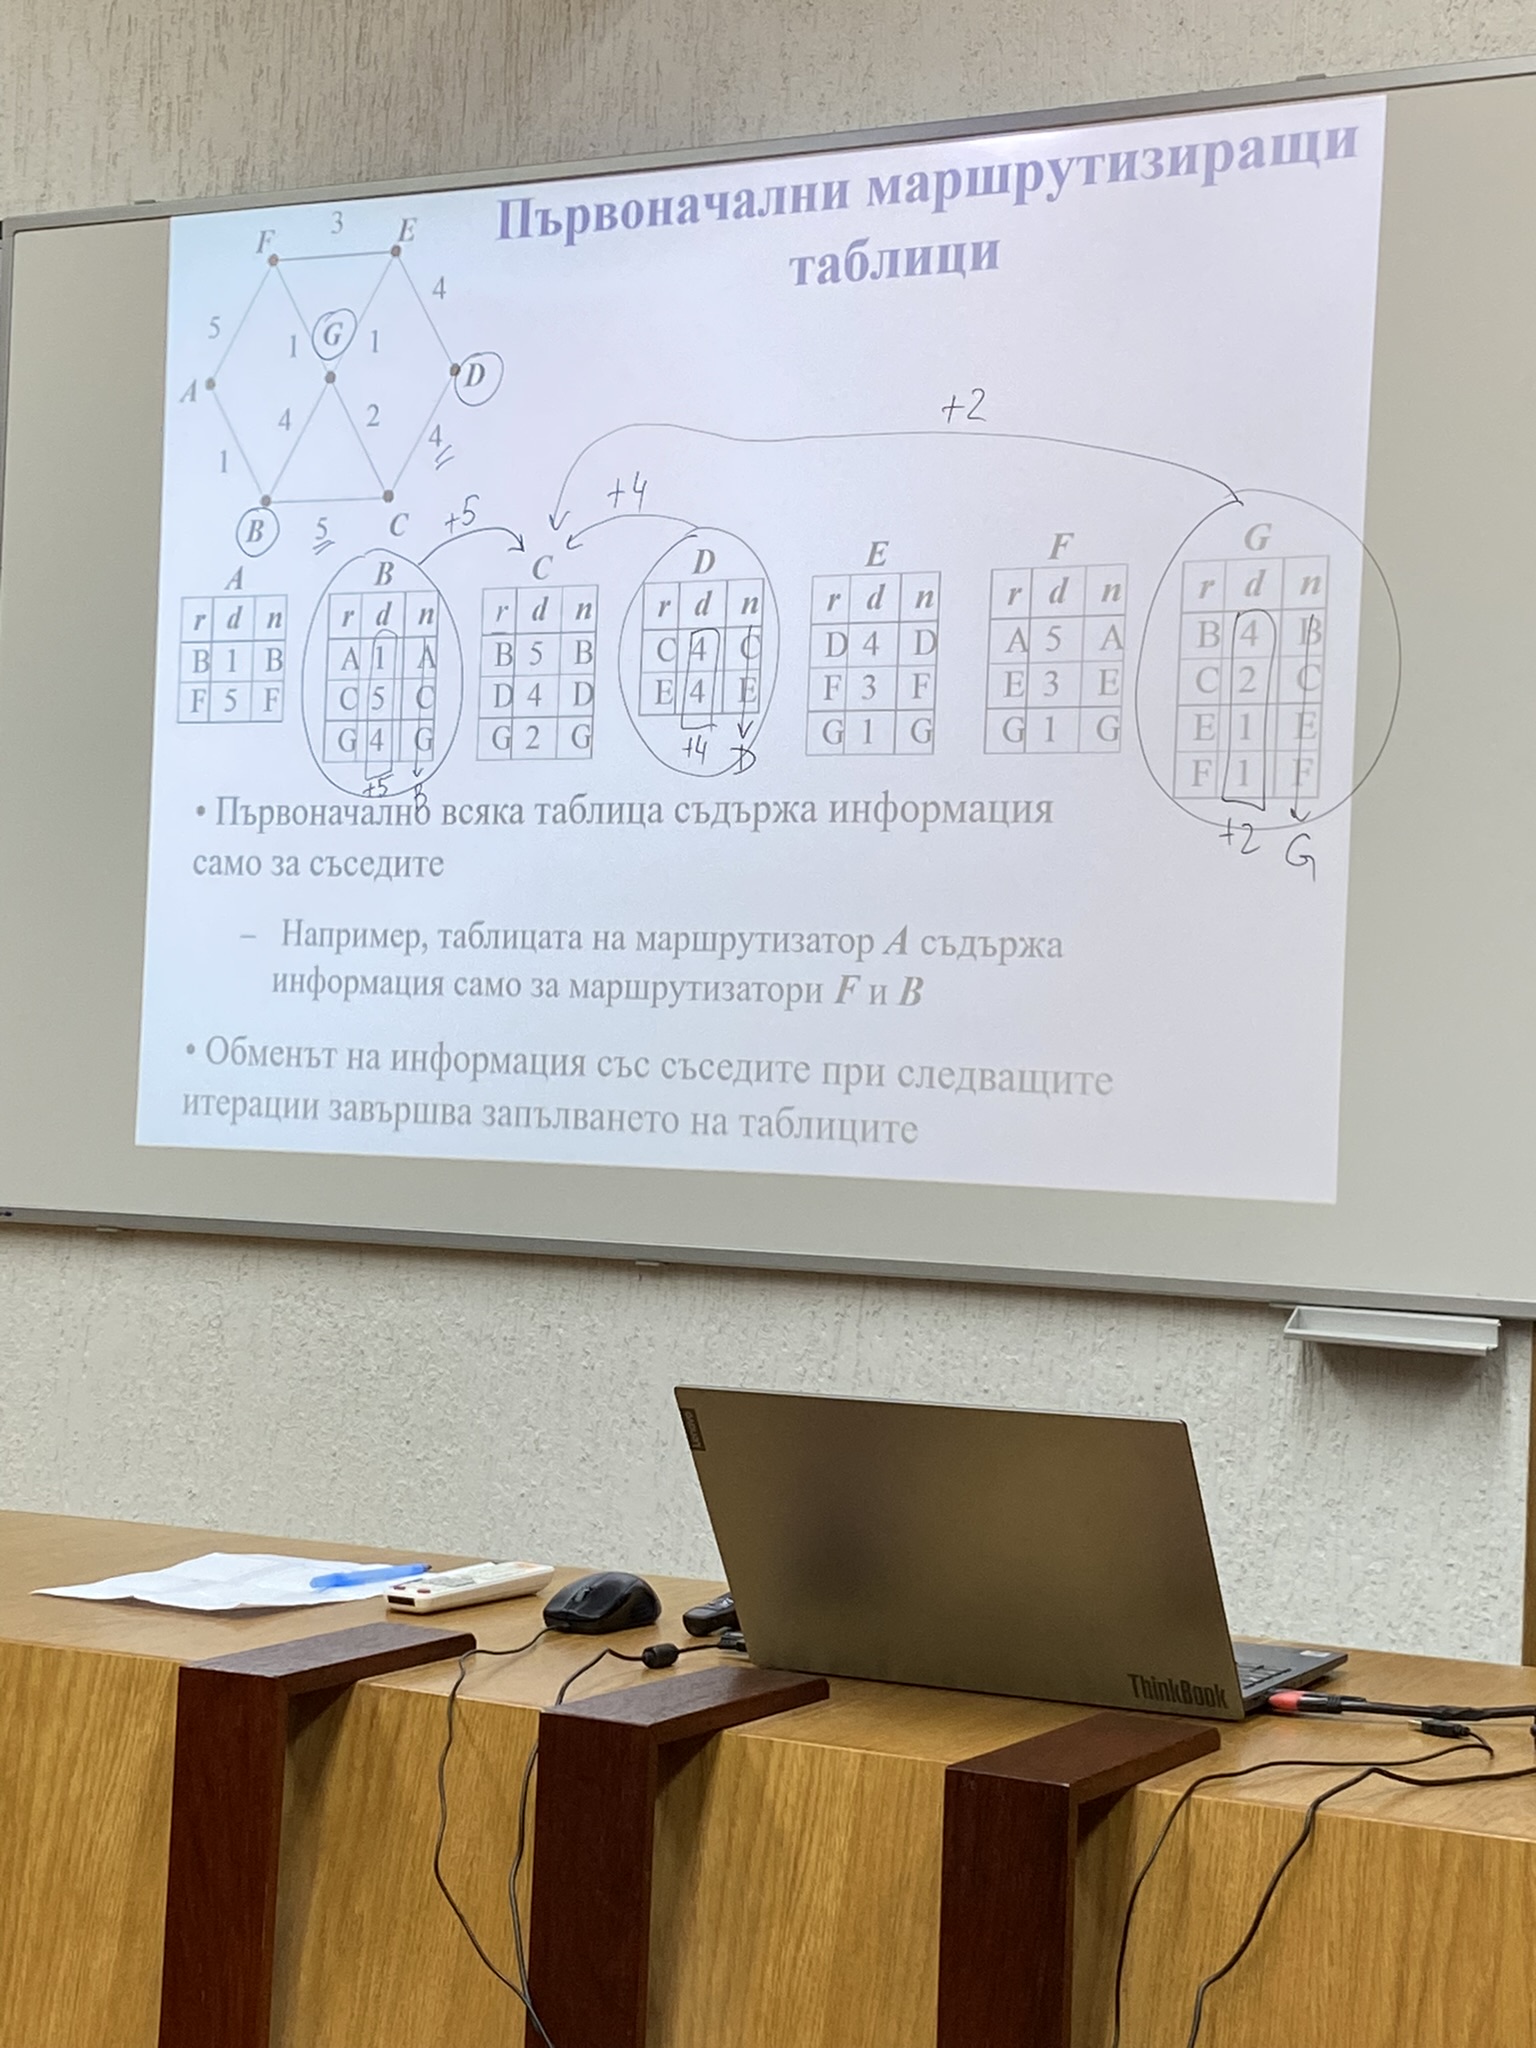 Първоначални маршрутизиращи
таблици
F 3 E
5 1 G 1 4
A D
4 2 4
1
B 5 C
+2
+5 +4
A
r d n
B 1 B
F 5 F
B
r d n
A 1 A
C 5 C
G 4 G
+5 B
C
r d n
B 5 B
D 4 D
G 2 G
D
r d n
C 4 C
E 4 E
+4 D
E
r d n
D 4 D
F 3 F
G 1 G
F
r d n
A 5 A
E 3 E
G 1 G
G
r d n
B 4 B
C 2 C
E 1 E
F 1 F
+2 G
• Първоначално всяка таблица съдържа информация
само за съседите
– Например, таблицата на маршрутизатор A съдържа
информация само за маршрутизатори F и B
• Обменът на информация със съседите при следващите
итерации завършва запълването на таблиците
Lenovo
ThinkBook